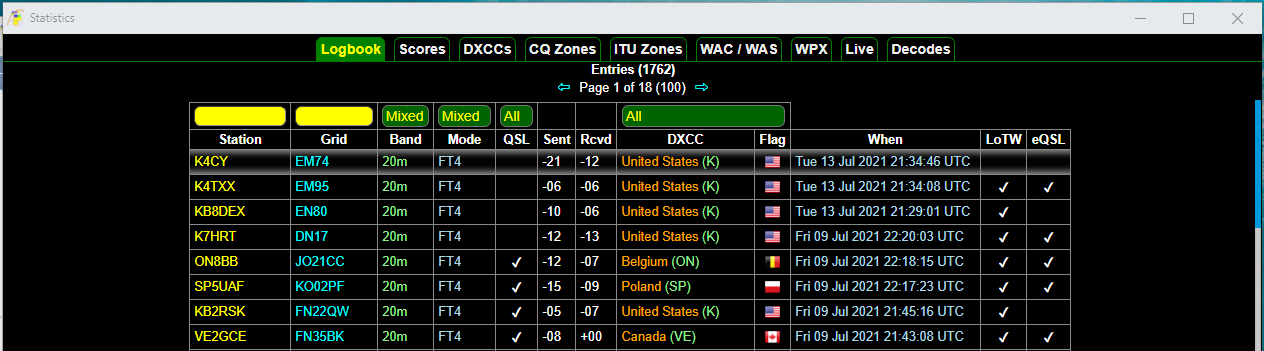 Statistics
Logbook Scores DXCCs CQ Zones ITU Zones WAC / WAS WPX Live Decodes
Entries (1762)
⇦ Page 1 of 18 (100) ⇨
Mixed Mixed All All
Station Grid Band Mode QSL Sent Rcvd DXCC Flag When LoTW eQSL
K4CY EM74 20m FT4 -21 -12 United States (K) Tue 13 Jul 2021 21:34:46 UTC
K4TXX EM95 20m FT4 -06 -06 United States (K) Tue 13 Jul 2021 21:34:08 UTC ✓ ✓
KB8DEX EN80 20m FT4 -10 -06 United States (K) Tue 13 Jul 2021 21:29:01 UTC ✓
K7HRT DN17 20m FT4 -12 -13 United States (K) Fri 09 Jul 2021 22:20:03 UTC ✓ ✓
ON8BB JO21CC 20m FT4 ✓ -12 -07 Belgium (ON) Fri 09 Jul 2021 22:18:15 UTC ✓ ✓
SP5UAF KO02PF 20m FT4 ✓ -15 -09 Poland (SP) Fri 09 Jul 2021 22:17:23 UTC ✓ ✓
KB2RSK FN22QW 20m FT4 ✓ -05 -07 United States (K) Fri 09 Jul 2021 21:45:16 UTC ✓
VE2GCE FN35BK 20m FT4 ✓ -08 +00 Canada (VE) Fri 09 Jul 2021 21:43:08 UTC ✓ ✓